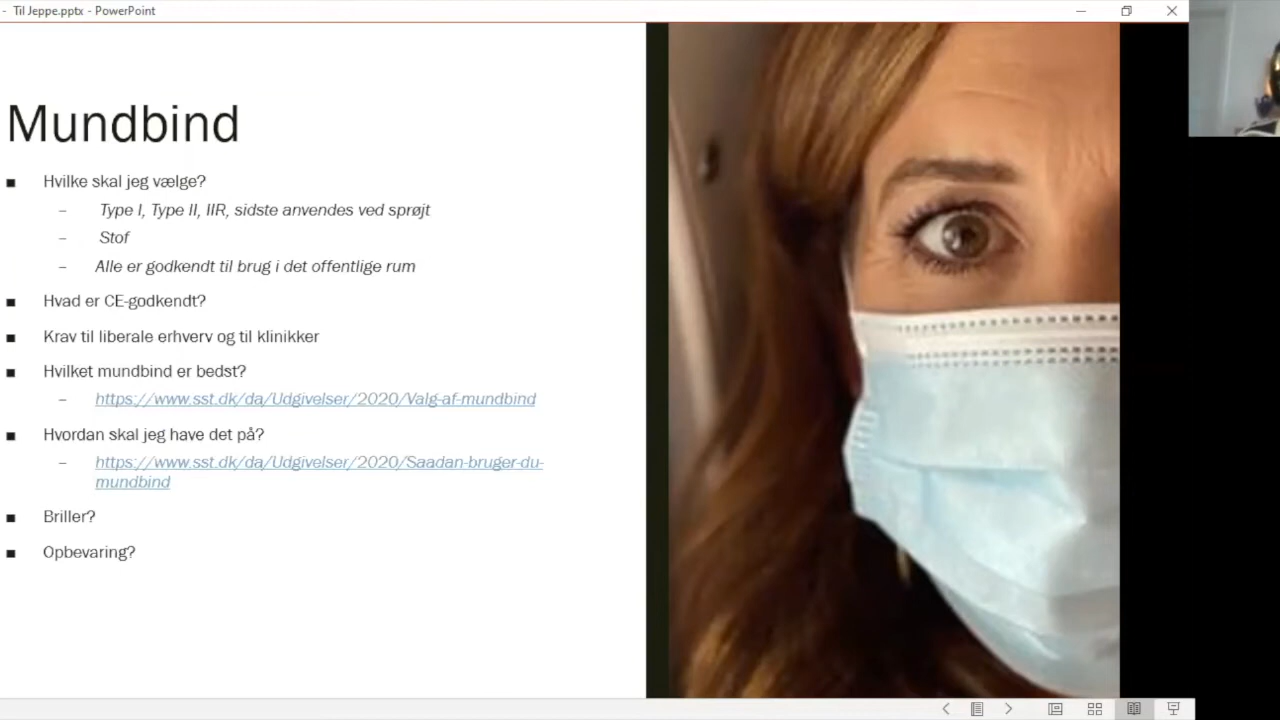 - Til Jeppe.pptx - PowerPoint
Mundbind
Hvilke skal jeg vælge?
– Type I, Type II, IIR, sidste anvendes ved sprøjt
– Stof
– Alle er godkendt til brug i det offentlige rum
Hvad er CE-godkendt?
Krav til liberale erhverv og til klinikker
Hvilket mundbind er bedst?
– https://www.sst.dk/da/Udgivelser/2020/Valg-af-mundbind
Hvordan skal jeg have det på?
– https://www.sst.dk/da/Udgivelser/2020/Saadan-bruger-du-
mundbind
Briller?
Opbevaring?